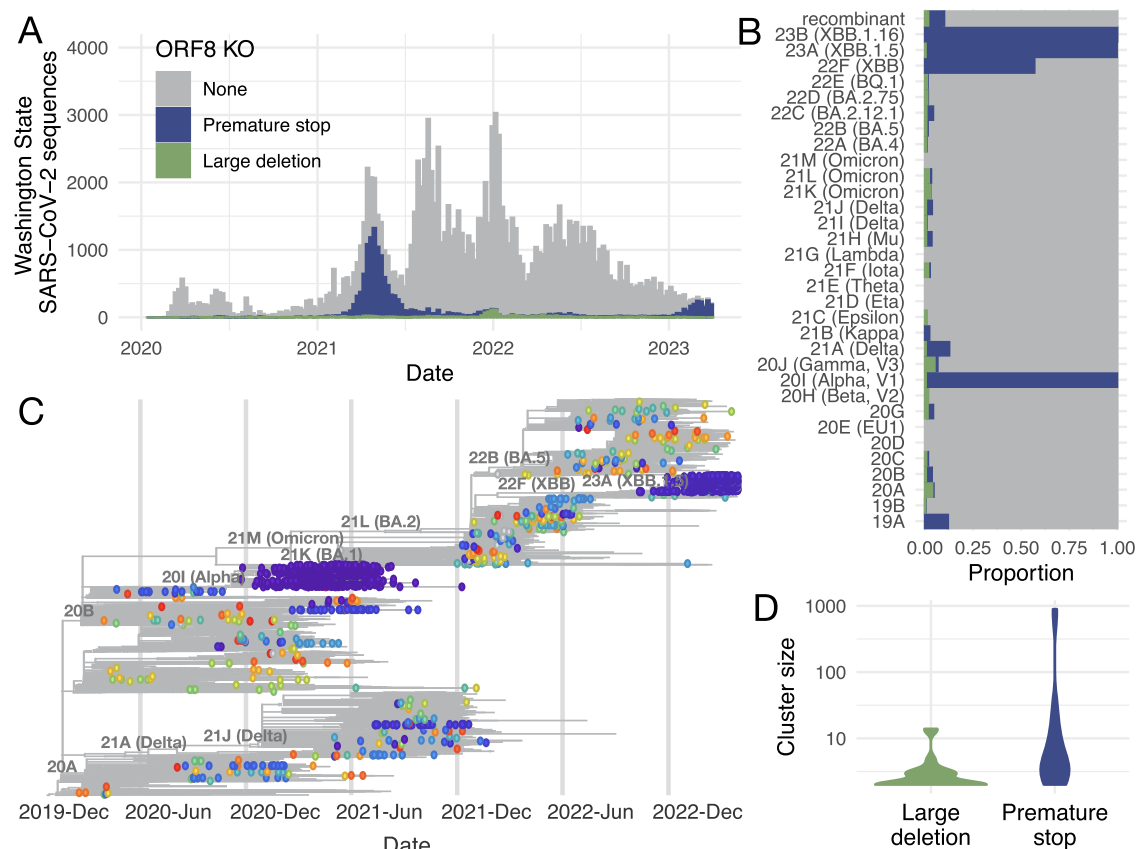 A
4000
3000
2000
1000
0
Washington State
SARS−CoV−2 sequences
ORF8 KO
None
Premature stop
Large deletion
2020
2021
2022
2023
Date
B
recombinant
23B (XBB.1.16)
23A (XBB.1.5)
22F (XBB)
22E (BQ.1)
22D (BA.2.75)
22C (BA.2.12.1)
22B (BA.5)
22A (BA.4)
21M (Omicron)
21L (Omicron)
21K (Omicron)
21J (Delta)
21I (Delta)
21H (Mu)
21G (Lambda)
21F (Iota)
21E (Theta)
21D (Eta)
21C (Epsilon)
21B (Kappa)
21A (Delta)
20J (Gamma, V3)
20I (Alpha, V1)
20H (Beta, V2)
20G
20E (EU1)
20D
20C
20B
20A
19B
19A
0.00
0.25
0.50
0.75
1.00
Proportion
C
22B (BA.5)
22F (XBB)
23A (XBB.1.5)
21L (BA.2)
21M (Omicron)
21K (BA.1)
20I (Alpha
20B
21J (Delta)
21A (Delta)
20A
2019-Dec
2020-Jun
2020-Dec
2021-Jun
2021-Dec
2022-Jun
2022-Dec
Date
D
1000
100
10
Cluster size
Large
deletion
Premature
stop